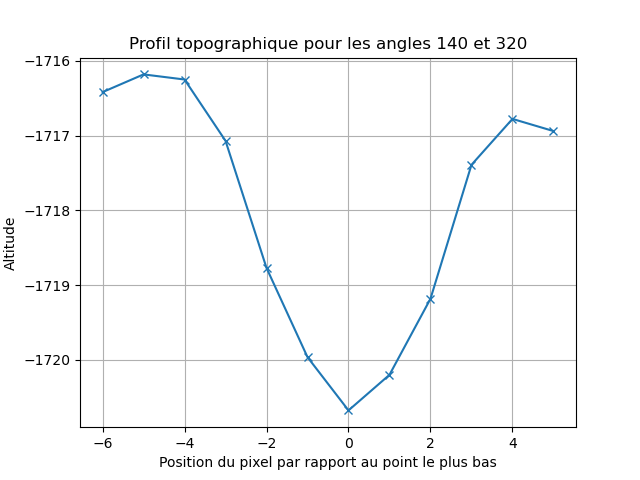 Profil topographique pour les angles 140 et 320
Altitude
−1716
−1717
−1718
−1719
−1720
−6 −4 −2 0 2 4
Position du pixel par rapport au point le plus bas